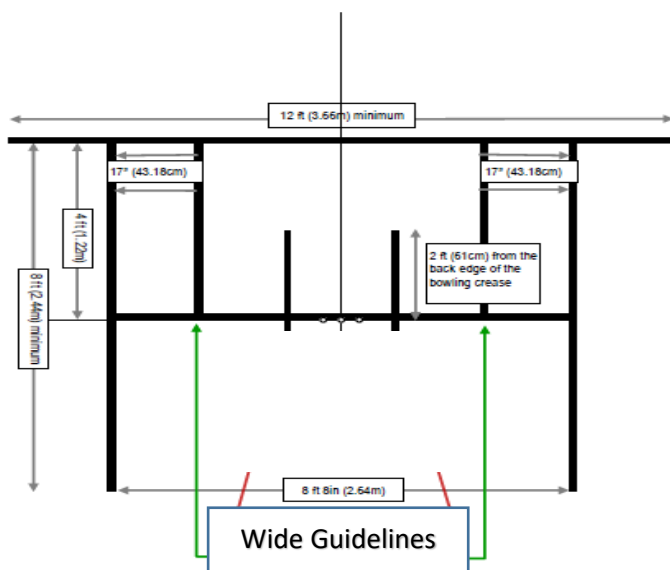 12 ft (3.66m) minimum
17" (43.18cm)
17" (43.18cm)
4 ft (1.22m)
8 ft (2.44m) minimum
2 ft (61cm) from the
back edge of the
bowling crease
8 ft 8in (2.64m)
Wide Guidelines